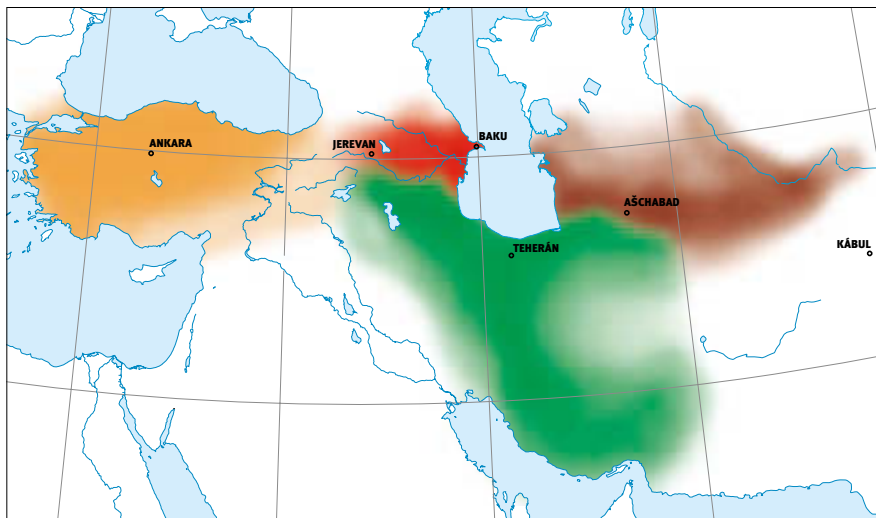 ANKARA
JEREVAN
BAKU
AŠCHABAD
TEHERÁN
KÁBUL